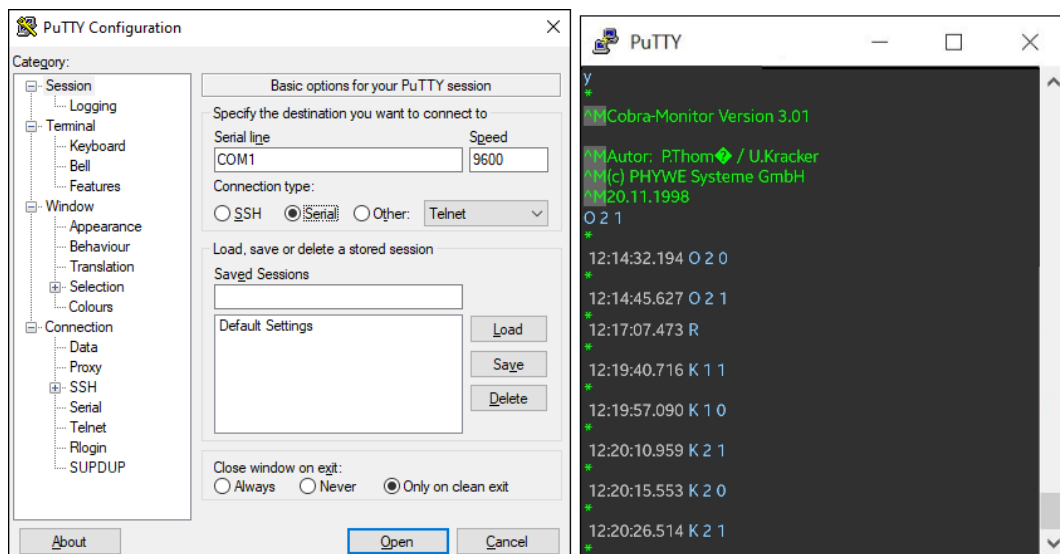 PuTTY Configuration
Category:
Session
Logging
Terminal
Keyboard
Bell
Features
Window
Appearance
Behaviour
Translation
Selection
Colours
Connection
Data
Proxy
SSH
Serial
Telnet
Rlogin
SUPDUP
Basic options for your PuTTY session
Specify the destination you want to connect to
Serial line Speed
COM1 9600
Connection type:
SSH Serial Other: Telnet
Load, save or delete a stored session
Saved Sessions
Default Settings
Load
Save
Delete
Close window on exit:
Always Never Only on clean exit
About Open Cancel
PuTTY
y
*
^MCobra-Monitor Version 3.01
^MAutor: P.Thom� / U.Kracker
^M(c) PHYWE Systeme GmbH
^M20.11.1998
O 2 1
*
12:14:32.194 O 2 0
*
12:14:45.627 O 2 1
*
12:17:07.473 R
*
12:19:40.716 K 1 1
*
12:19:57.090 K 1 0
*
12:20:10.959 K 2 1
*
12:20:15.553 K 2 0
*
12:20:26.514 K 2 1
*